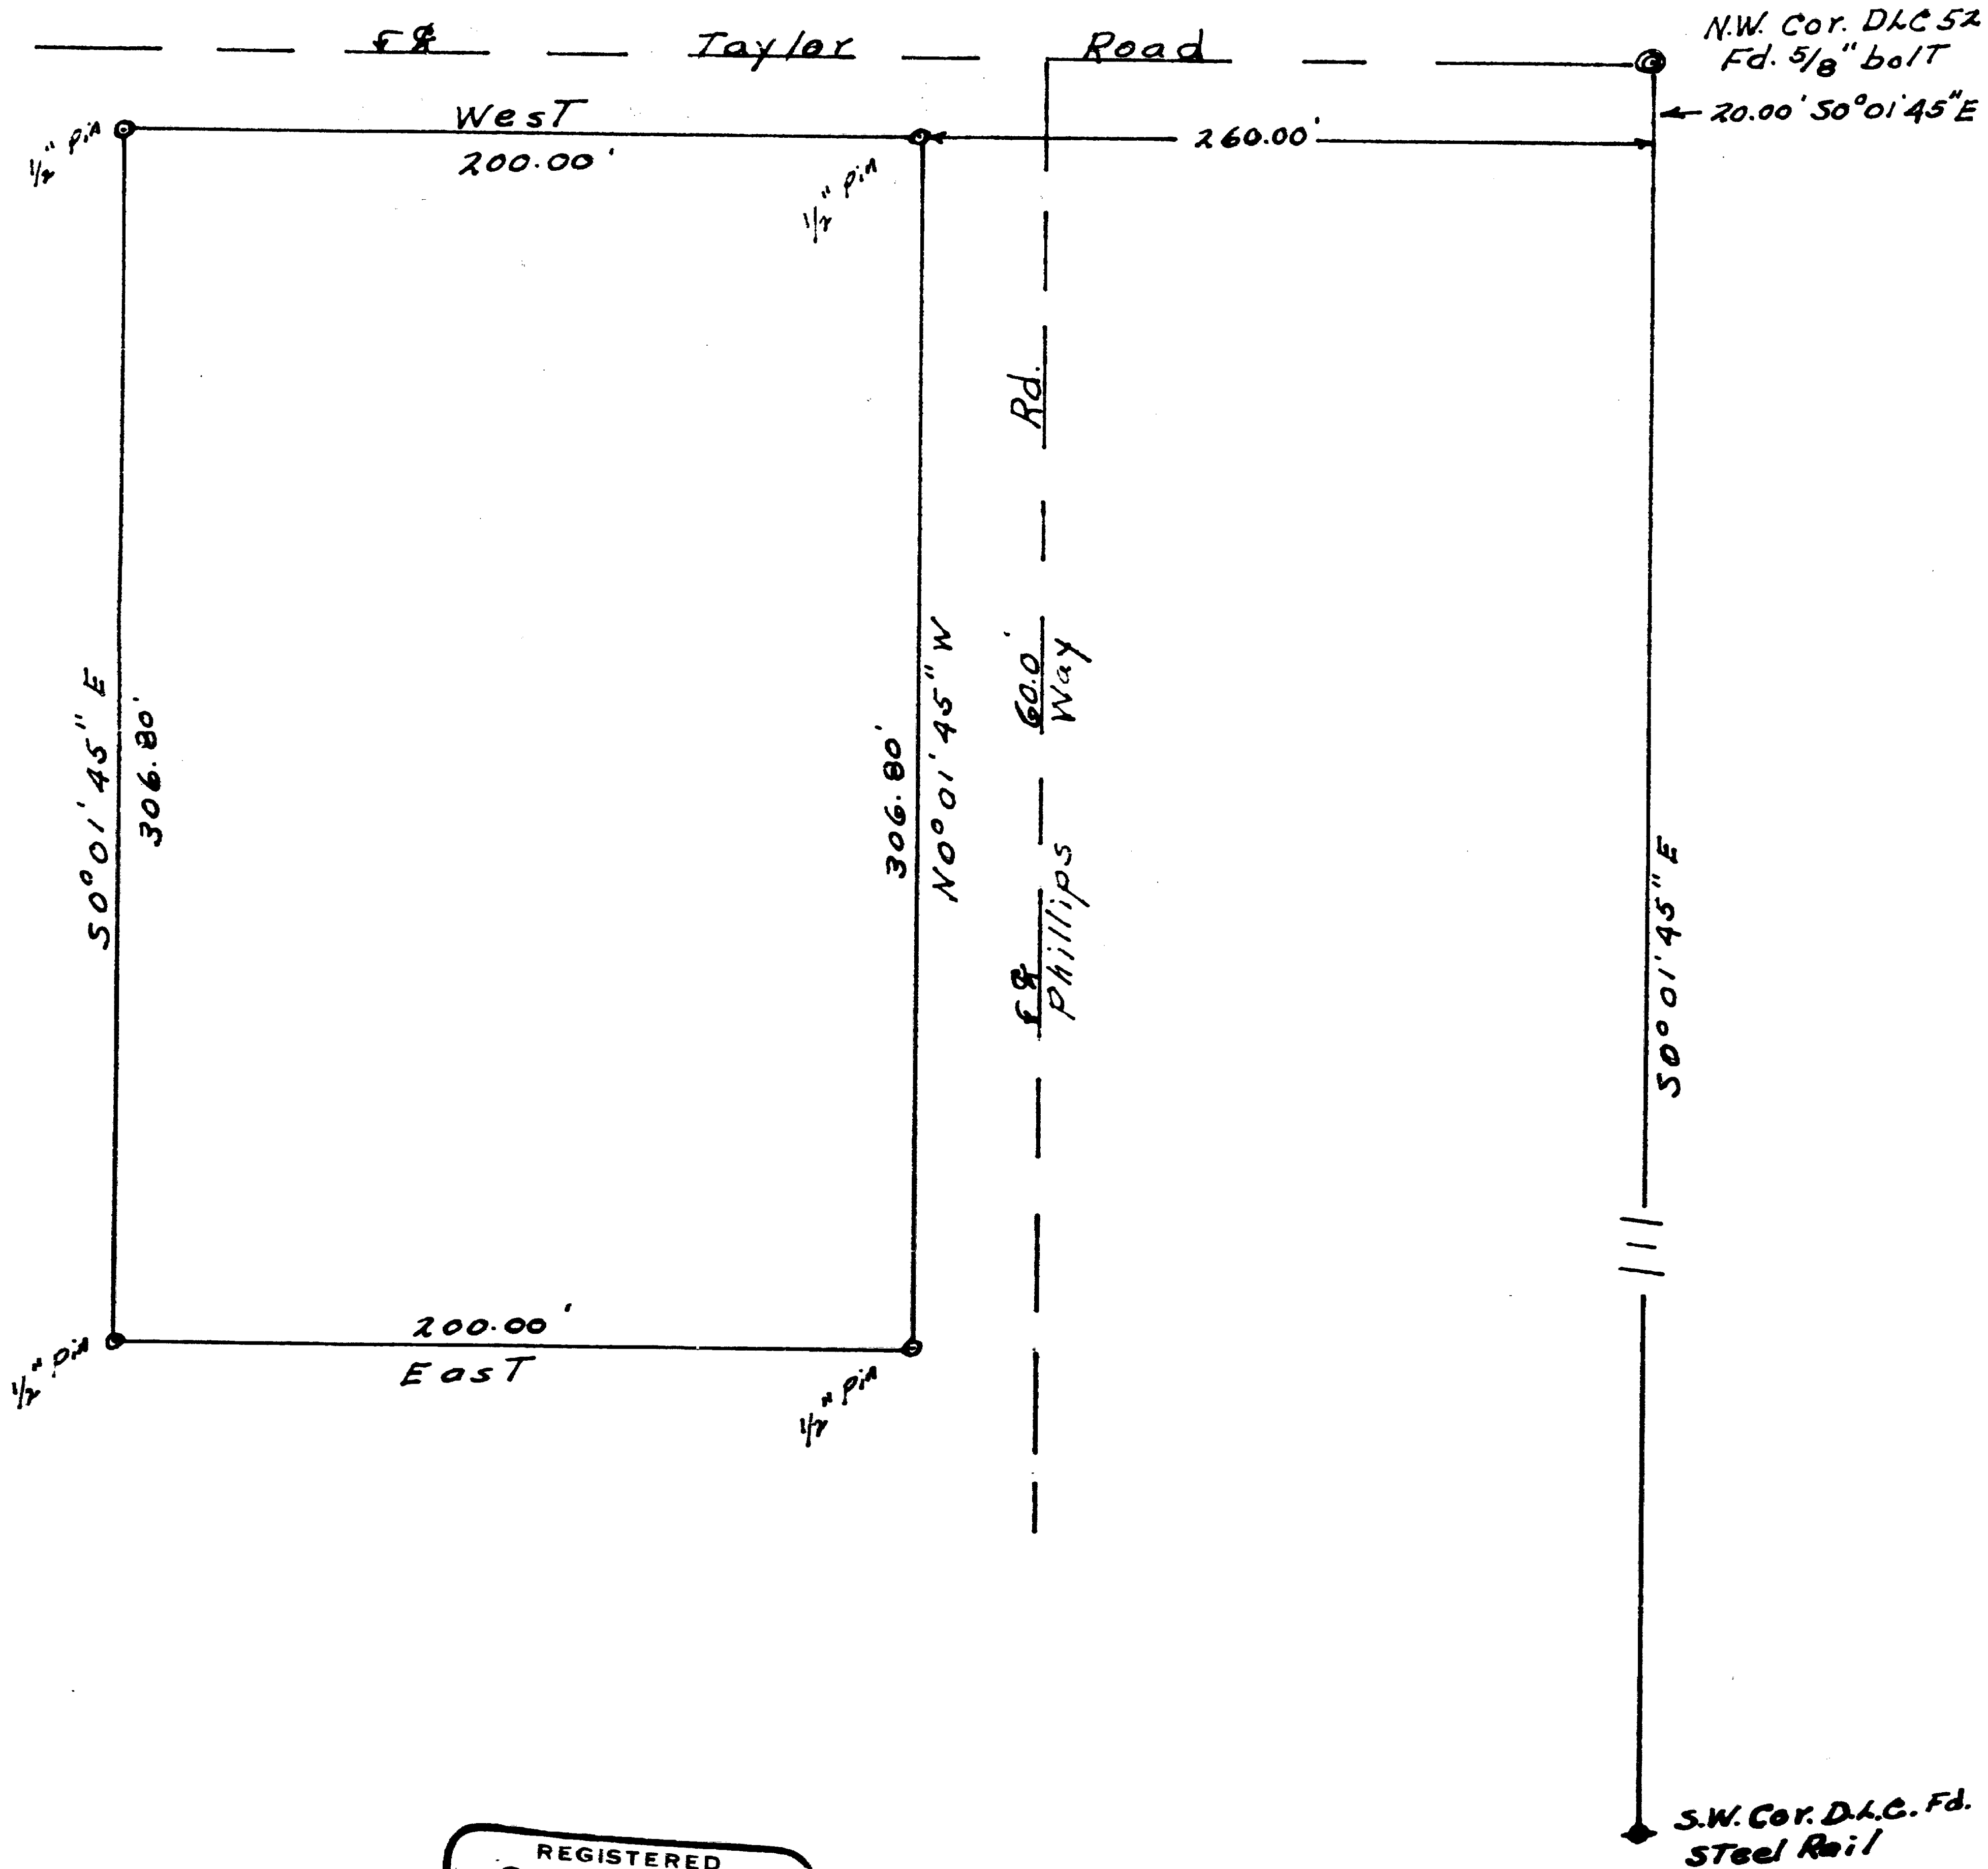 ℄ Taylor Road
N.W. Cor. DLC 52
Fd. 5/8" bolT
20.00' S0°01'45"E
WesT
200.00'
260.00'
1/2" Pin
1/2" Pin
Rd.
60.0'
Way
℄ Phillips
S0°01'45"E
306.80'
306.80'
N0°01'45"W
S0°01'45"E
200.00'
EasT
1/2" Pin
1/2" Pin
S.W. Cor. D.L.C. Fd.
STeel Rail
REGISTERED